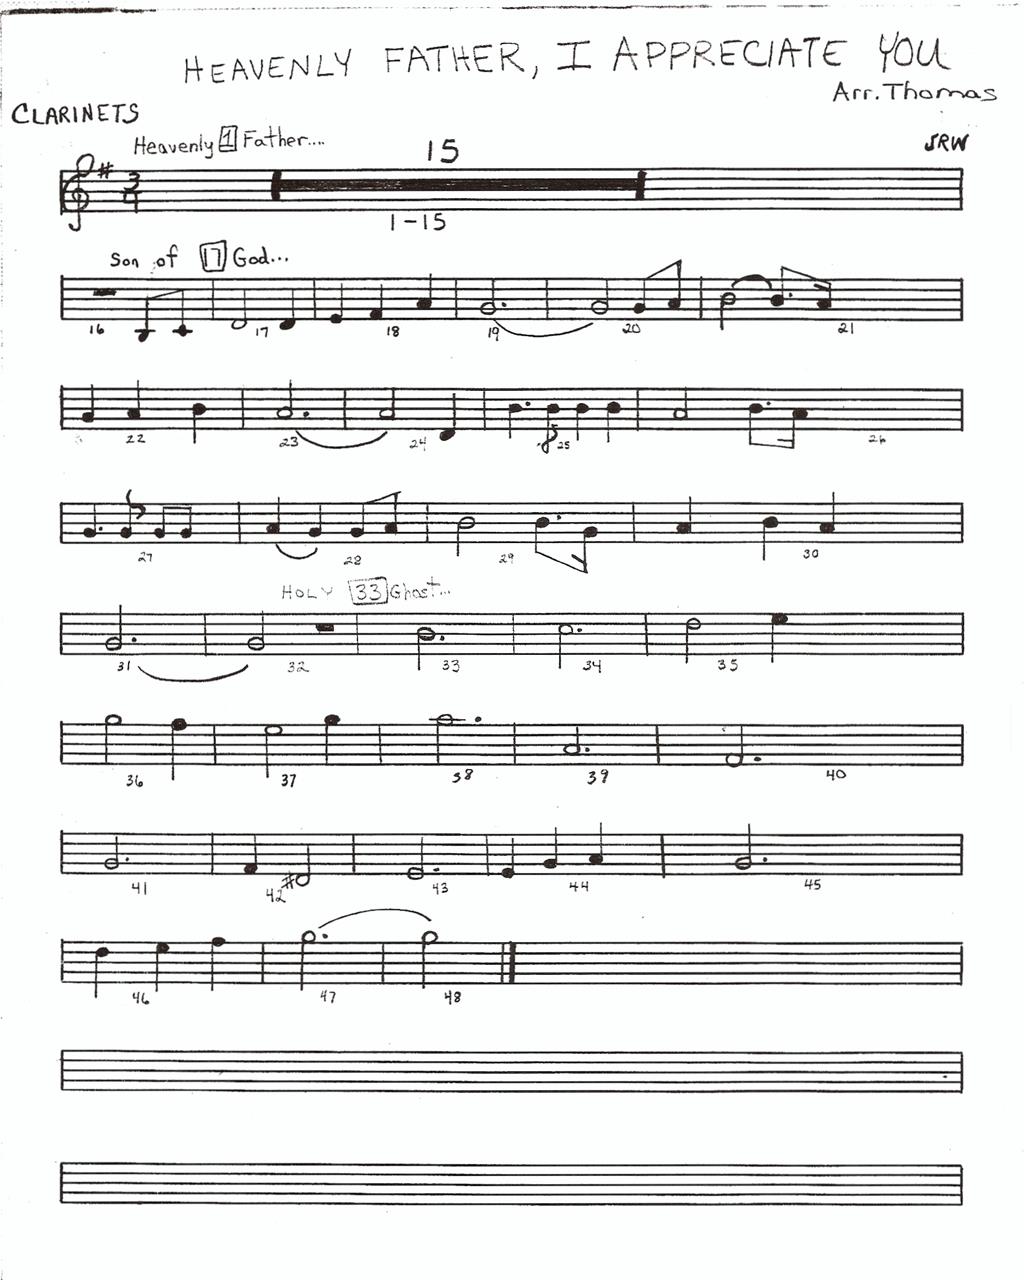 HEAVENLY FATHER, I APPRECIATE YOU
Arr. Thomas
CLARINETS
JRW
Heavenly 1 Father....
15
3
4
1-15
Son of 17 God...
16 17 18 19 20 21
22 23 24 25 26
27 28 29 30
HOLY 33 Ghost...
31 32 33 34 35
36 37 38 39 40
41 42 43 44 45
46 47 48